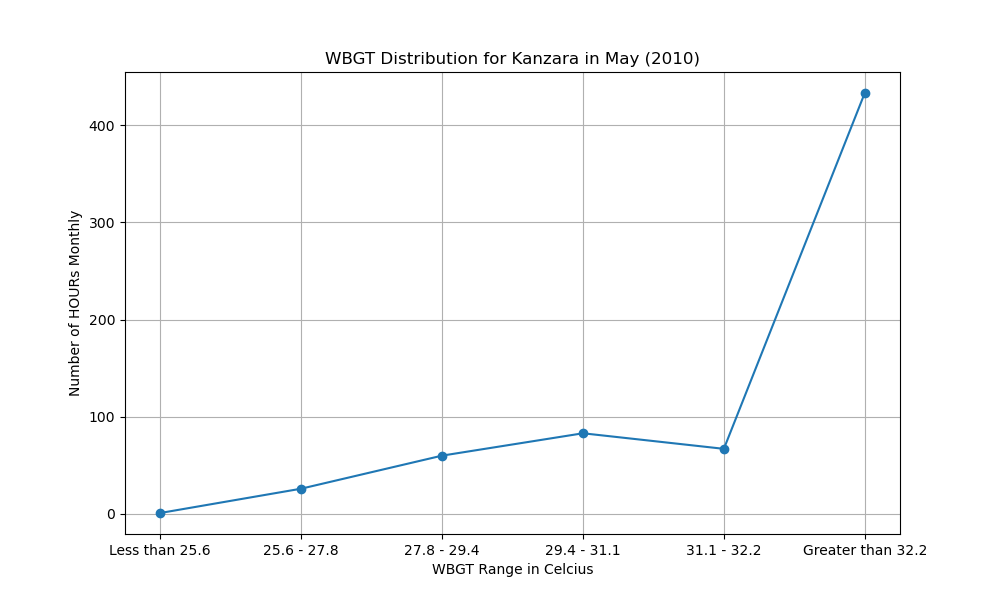 WBGT Distribution for Kanzara in May (2010)
Number of HOURs Monthly
400
300
200
100
0
Less than 25.6
25.6 - 27.8
27.8 - 29.4
29.4 - 31.1
31.1 - 32.2
Greater than 32.2
WBGT Range in Celcius